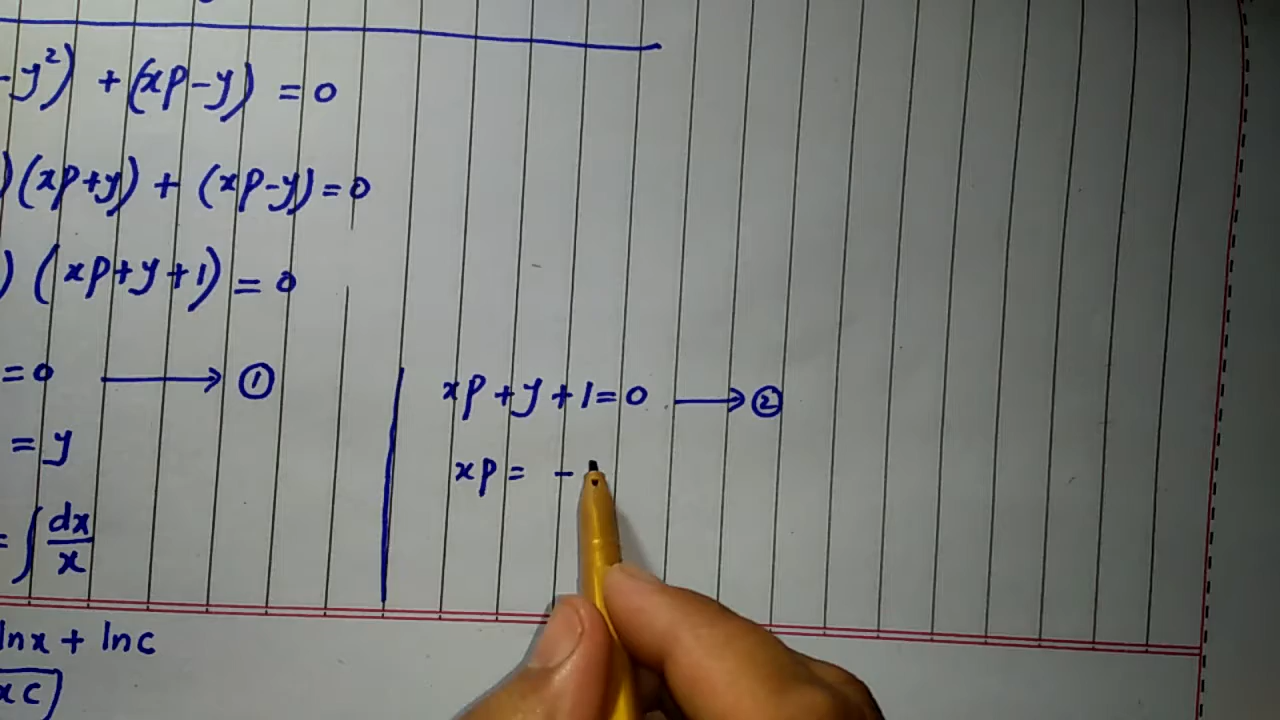 -y²) + (xp-y) = 0
)(xp+y) + (xp-y)=0
) (xp+y+1) = 0
=0 → ①
= y
= ∫ dx/x
lnx + lnc
xc)
xp+y+1=0 → ②
xp= -